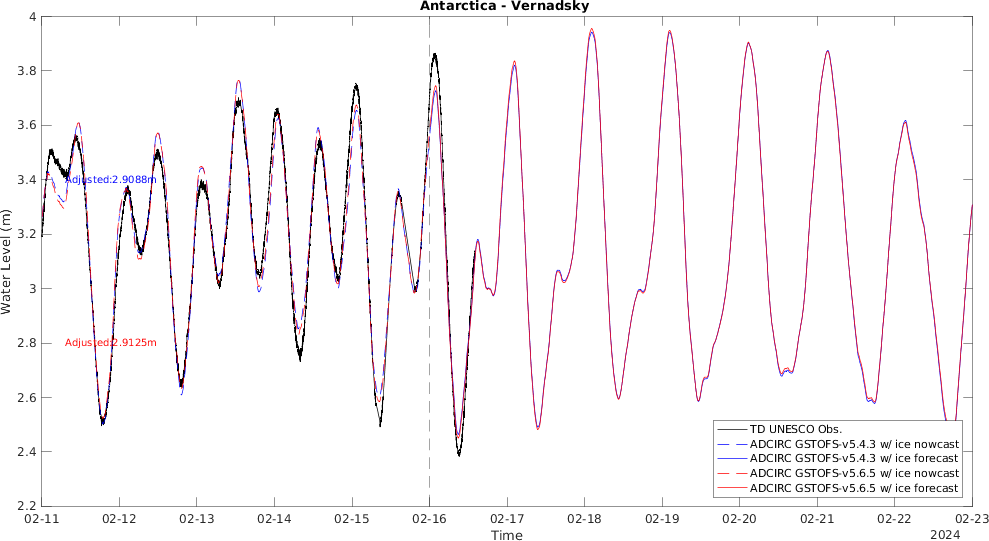 Antarctica - Vernadsky
4
3.8
3.6
3.4
3.2
3
2.8
2.6
2.4
2.2
Water Level (m)
Adjusted:2.9088m
Adjusted:2.9125m
TD UNESCO Obs.
ADCIRC GSTOFS-v5.4.3 w/ ice nowcast
ADCIRC GSTOFS-v5.4.3 w/ ice forecast
ADCIRC GSTOFS-v5.6.5 w/ ice nowcast
ADCIRC GSTOFS-v5.6.5 w/ ice forecast
02-11 02-12 02-13 02-14 02-15 02-16 02-17 02-18 02-19 02-20 02-21 02-22 02-23
Time
2024